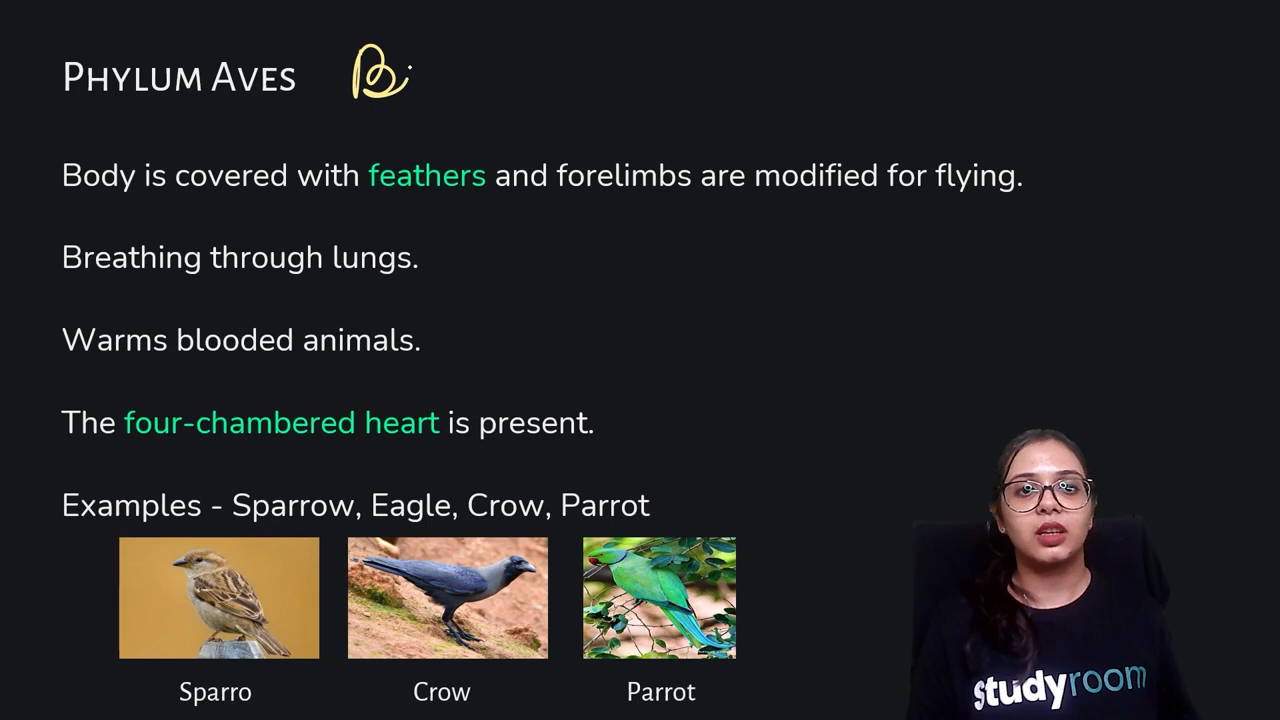 Phylum Aves Bi
Body is covered with feathers and forelimbs are modified for flying.
Breathing through lungs.
Warms blooded animals.
The four-chambered heart is present.
Examples - Sparrow, Eagle, Crow, Parrot
Sparro Crow Parrot
studyroom